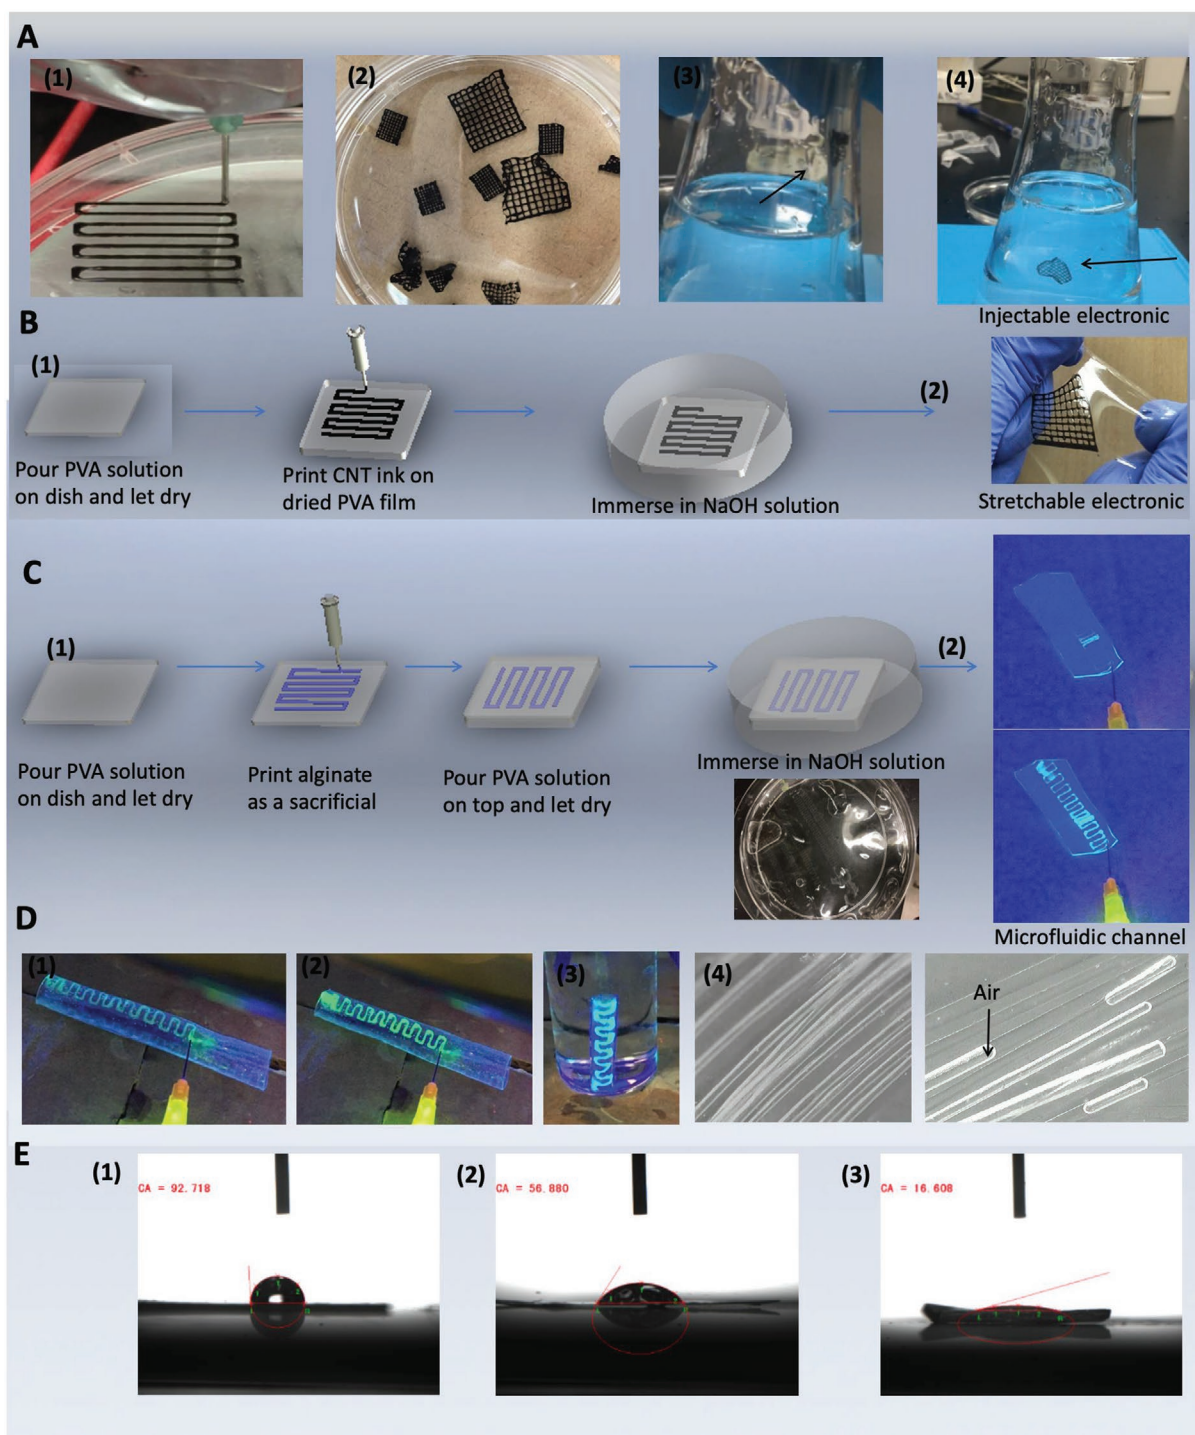 A
(1)
(2)
(3)
(4)
Injectable electronic
B
(1)
(2)
Pour PVA solution
on dish and let dry
Print CNT ink on
dried PVA film
Immerse in NaOH solution
Stretchable electronic
C
(1)
(2)
Pour PVA solution
on dish and let dry
Print alginate
as a sacrificial
Pour PVA solution
on top and let dry
Immerse in NaOH solution
Microfluidic channel
D
(1)
(2)
(3)
(4)
Air
E
(1)
(2)
(3)
CA = 92.718
CA = 56.880
CA = 16.608